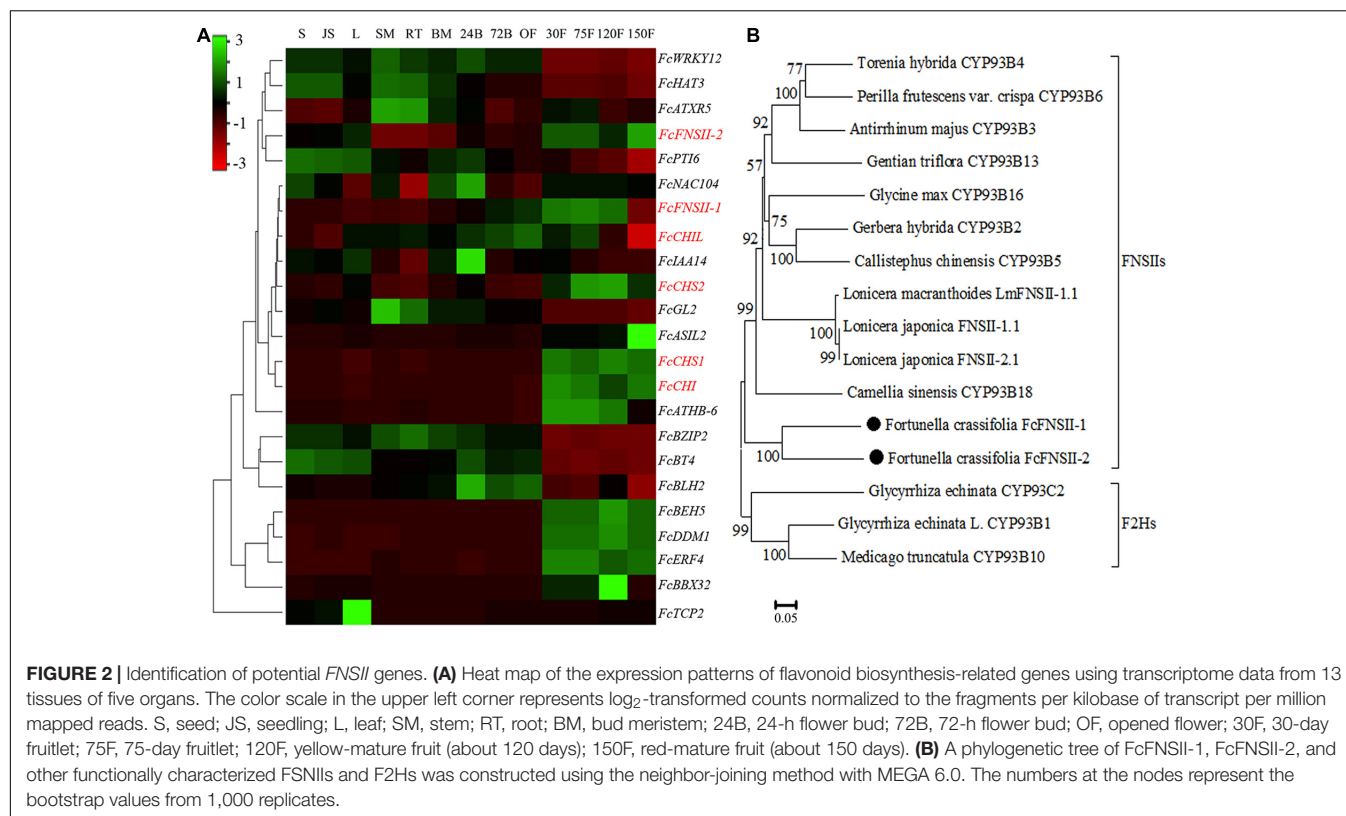 A
3
1
-1
-3
S JS L SM RT BM 24B 72B OF 30F 75F 120F 150F
FcWRKY12
FcHAT3
FcATXR5
FcFNSII-2
FcPTI6
FcNAC104
FcFNSII-1
FcCHIL
FcIAA14
FcCHS2
FcGL2
FcASIL2
FcCHS1
FcCHI
FcATHB-6
FcBZIP2
FcBT4
FcBLH2
FcBEH5
FcDDM1
FcERF4
FcBBX32
FcTCP2
B
77
Torenia hybrida CYP93B4
100
Perilla frutescens var. crispa CYP93B6
92
Antirrhinum majus CYP93B3
57
Gentian triflora CYP93B13
Glycine max CYP93B16
75
Gerbera hybrida CYP93B2
92
100
Callistephus chinensis CYP93B5
FNSIIs
Lonicera macranthoides LmFNSII-1.1
99
100
Lonicera japonica FNSII-1.1
99
Lonicera japonica FNSII-2.1
Camellia sinensis CYP93B18
Fortunella crassifolia FcFNSII-1
100
Fortunella crassifolia FcFNSII-2
Glycyrrhiza echinata CYP93C2
99
Glycyrrhiza echinata L. CYP93B1
F2Hs
100
Medicago truncatula CYP93B10
0.05
FIGURE 2 | Identification of potential FNSII genes. (A) Heat map of the expression patterns of flavonoid biosynthesis-related genes using transcriptome data from 13
tissues of five organs. The color scale in the upper left corner represents log2-transformed counts normalized to the fragments per kilobase of transcript per million
mapped reads. S, seed; JS, seedling; L, leaf; SM, stem; RT, root; BM, bud meristem; 24B, 24-h flower bud; 72B, 72-h flower bud; OF, opened flower; 30F, 30-day
fruitlet; 75F, 75-day fruitlet; 120F, yellow-mature fruit (about 120 days); 150F, red-mature fruit (about 150 days). (B) A phylogenetic tree of FcFNSII-1, FcFNSII-2, and
other functionally characterized FSNIIs and F2Hs was constructed using the neighbor-joining method with MEGA 6.0. The numbers at the nodes represent the
bootstrap values from 1,000 replicates.